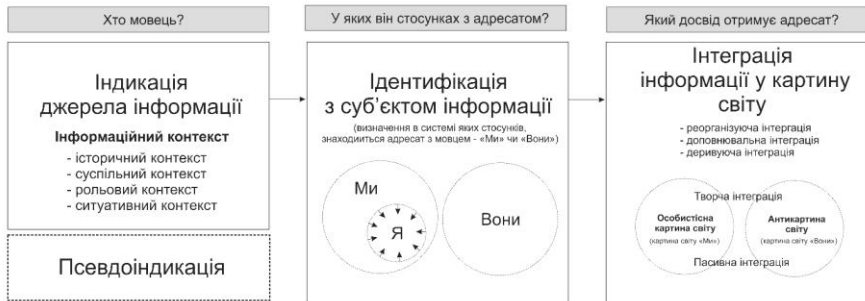 Хто мовець?
Індикація
джерела інформації
Інформаційний контекст
- історичний контекст
- суспільний контекст
- рольовий контекст
- ситуативний контекст
Псевдоіндикація
У яких він стосунках з адресатом?
Ідентифікація
з суб’єктом інформації
(визначення в системі яких стосунків,
знаходииться адресат з мовцем - «Ми» чи «Вони»)
Ми
Я
Вони
Який досвід отримує адресат?
Інтеграція
інформації у картину
світу
- реорганізуюча інтергація
- доповнювальна інтеграція
- деривуюча інтеграція
Творча інтеграція
Особистісна
картина світу
(картина світу «Ми»)
Антикартина
світу
(картина світу «Вони»)
Пасивна інтеграція